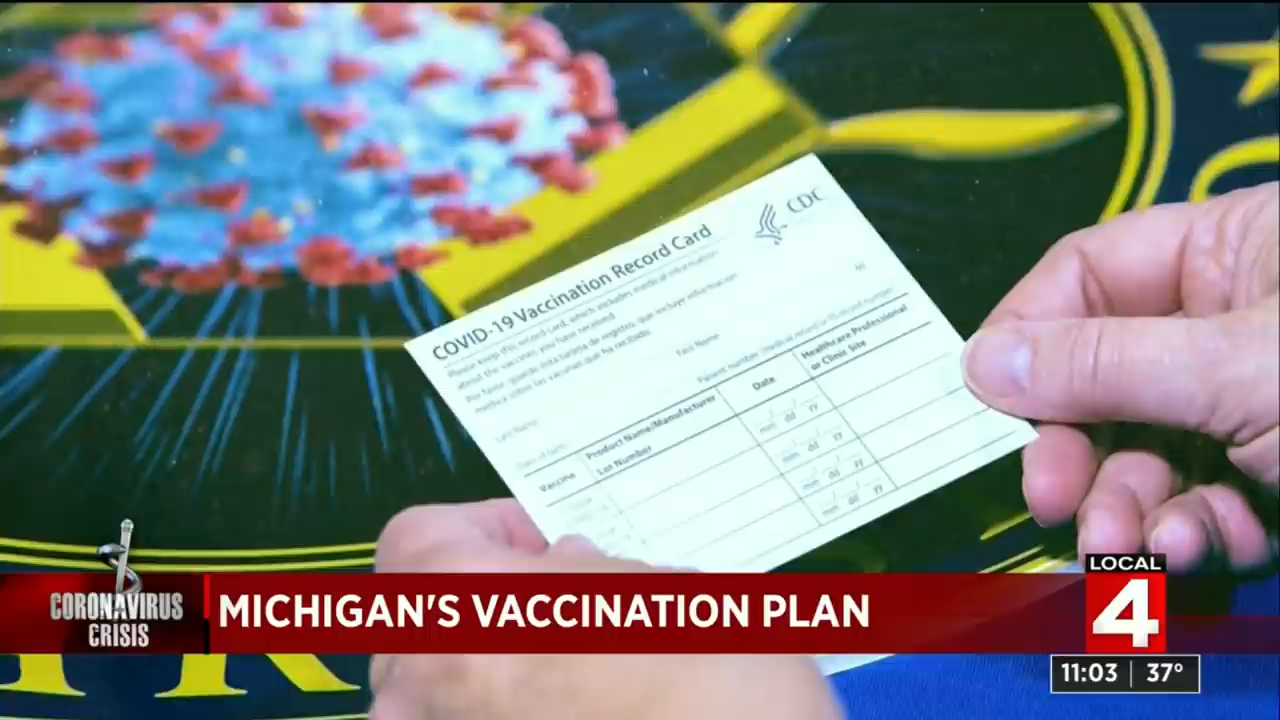 CDC
COVID-19 Vaccination Record Card
Please keep this record card, which includes medical information
about the vaccines you have received.
Por favor, guarde esta tarjeta de registro, que incluye información
médica sobre las vacunas que ha recibido.
Last Name
First Name
MI
Patient number (medical record or IIS record number)
Vaccine
Product Name/Manufacturer
Lot Number
Date
Healthcare Professional
or Clinic Site
mm dd yy
mm dd yy
mm dd yy
mm dd yy
CORONAVIRUS
CRISIS
MICHIGAN'S VACCINATION PLAN
LOCAL
4
11:03 | 37°